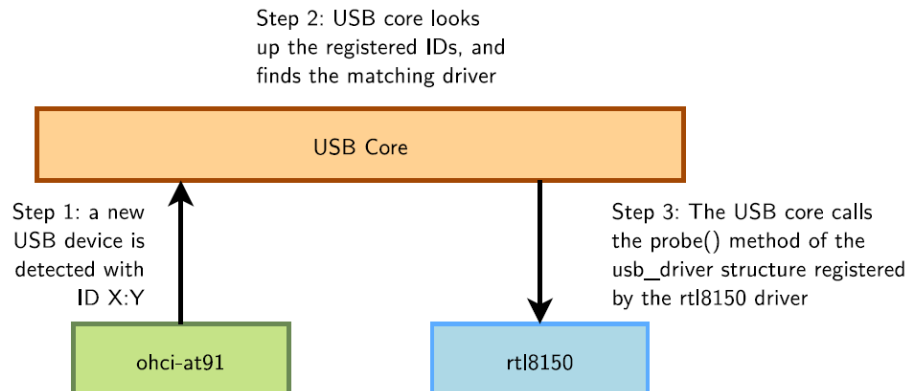 Step 2: USB core looks
up the registered IDs, and
finds the matching driver
USB Core
Step 1: a new
USB device is
detected with
ID X:Y
Step 3: The USB core calls
the probe() method of the
usb_driver structure registered
by the rtl8150 driver
ohci-at91
rtl8150